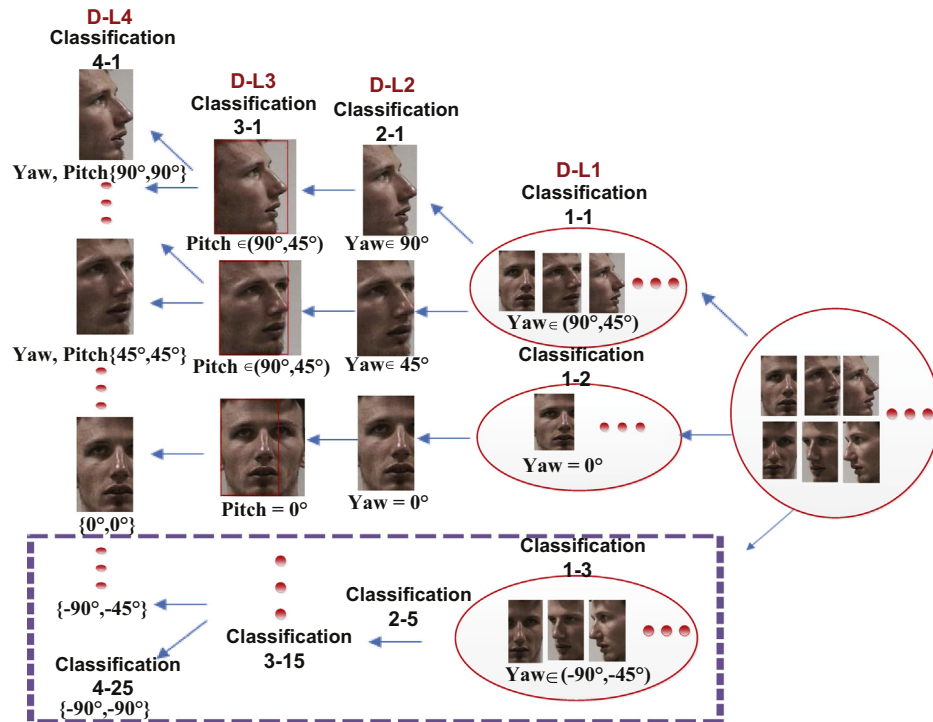 D-L4
Classification
4-1
Yaw, Pitch{90°,90°}
Yaw, Pitch{45°,45°}
{0°,0°}
{-90°,-45°}
Classification
4-25
{-90°,-90°}
D-L3
Classification
3-1
Pitch ∈(90°,45°)
Pitch ∈(90°,45°)
Pitch = 0°
Classification
3-15
D-L2
Classification
2-1
Yaw∈ 90°
Yaw∈ 45°
Yaw = 0°
Classification
2-5
D-L1
Classification
1-1
Yaw∈ (90°,45°)
Classification
1-2
Yaw = 0°
Classification
1-3
Yaw∈(-90°,-45°)